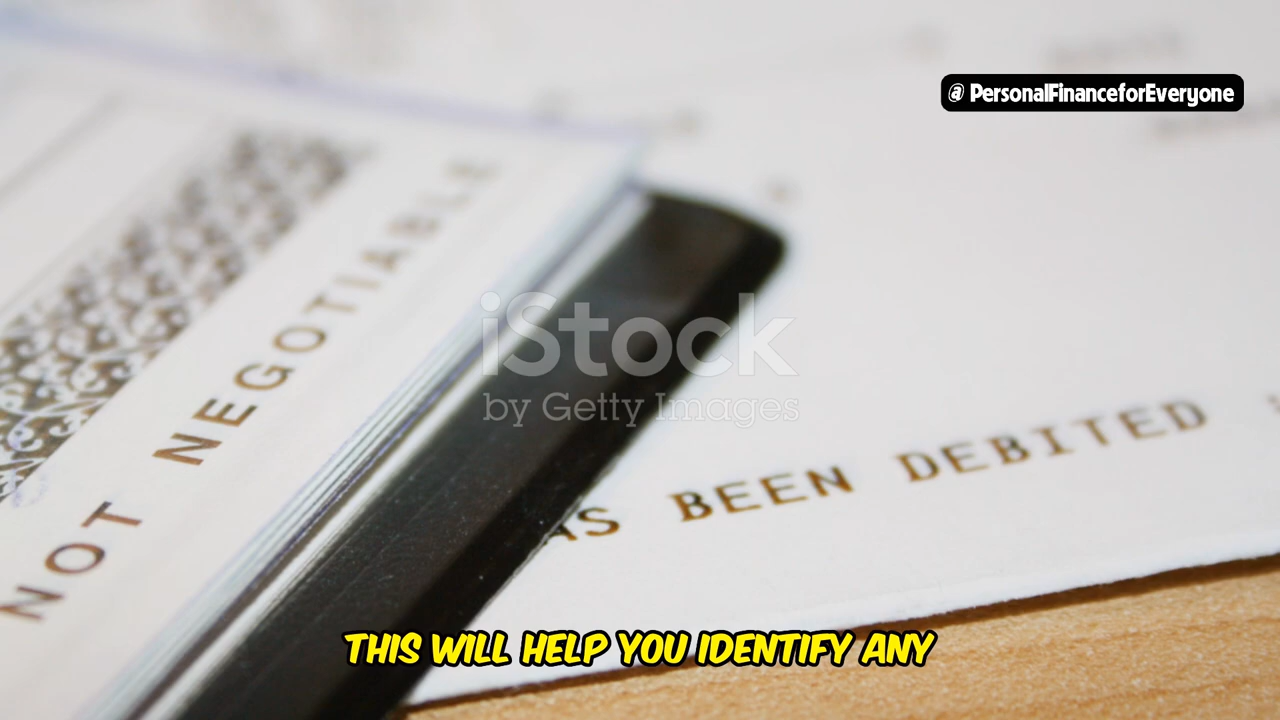 @ PersonalFinanceforEveryone
NOT NEGOTIABLE
iStock
by Getty Images
AS BEEN DEBITED
THIS WILL HELP YOU IDENTIFY ANY